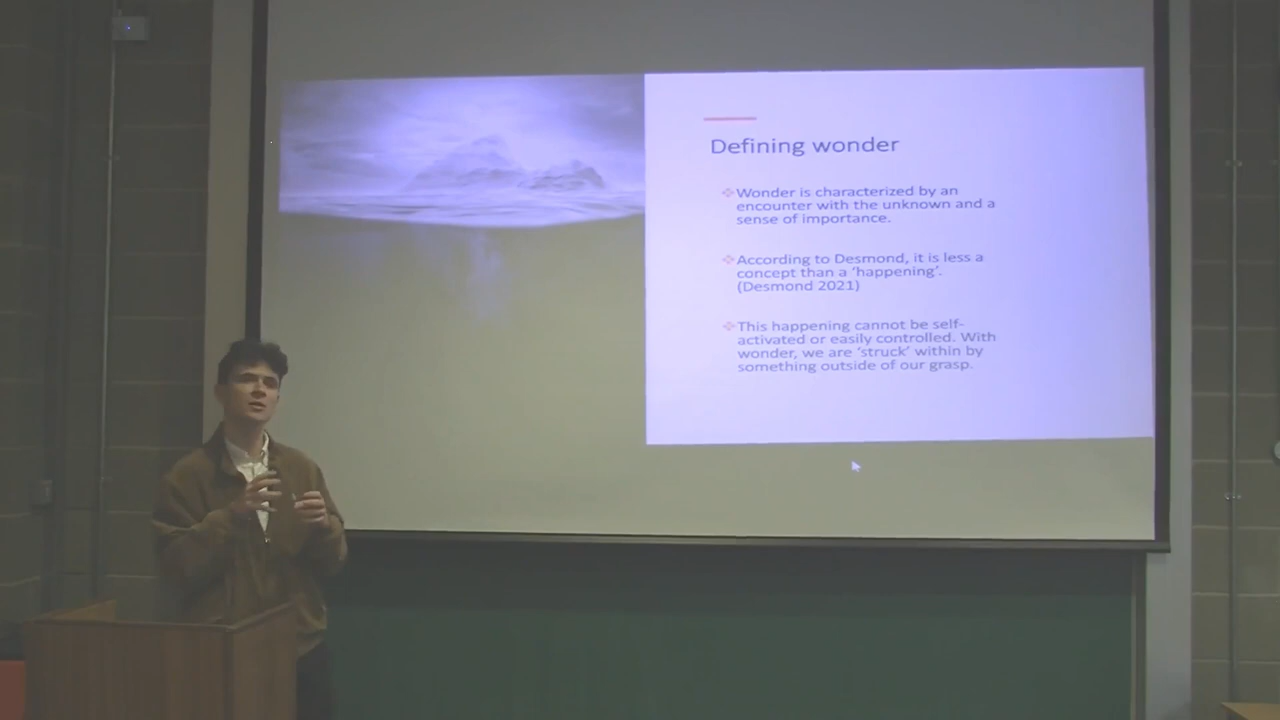 Defining wonder
Wonder is characterized by an
encounter with the unknown and a
sense of importance.
According to Desmond, it is less a
concept than a 'happening'.
(Desmond 2021)
This happening cannot be self-
activated or easily controlled. With
wonder, we are 'struck' within by
something outside of our grasp.